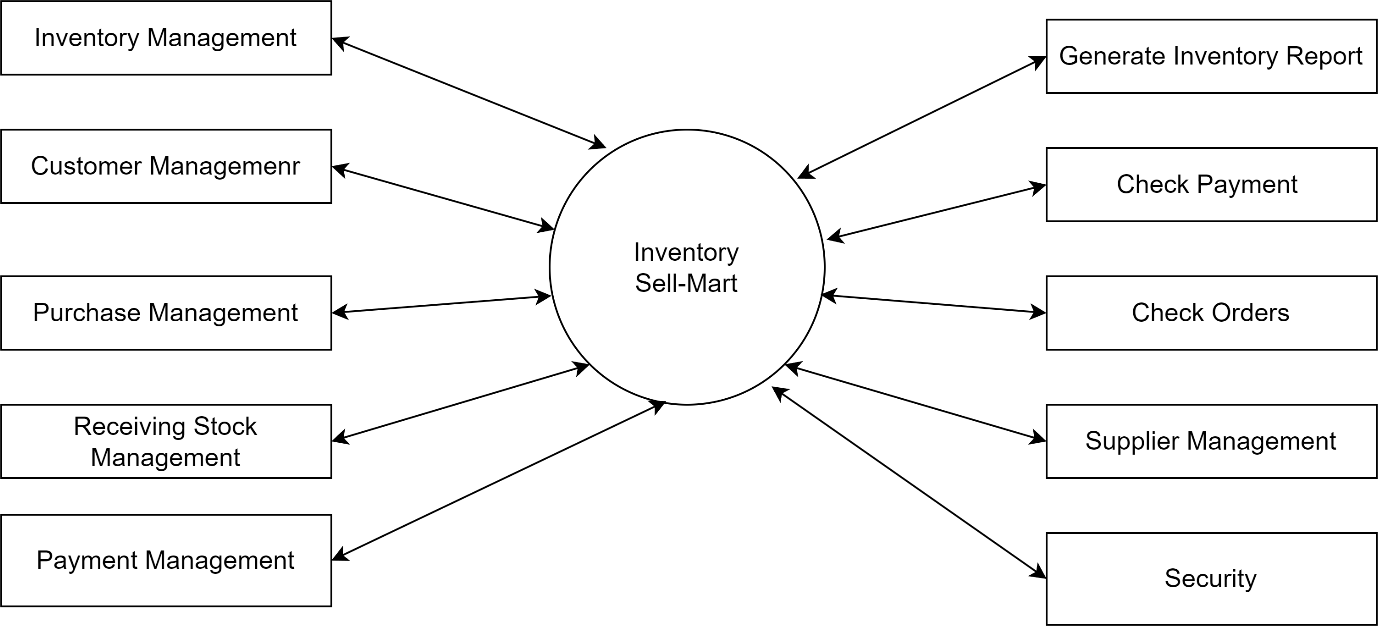 Inventory Management
Customer Managemenr
Purchase Management
Receiving Stock
Management
Payment Management
Inventory
Sell-Mart
Generate Inventory Report
Check Payment
Check Orders
Supplier Management
Security